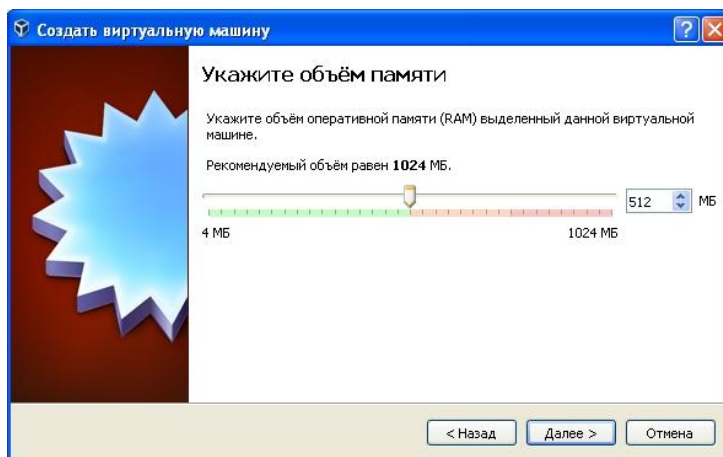 Создать виртуальную машину
Укажите объём памяти
Укажите объём оперативной памяти (RAM) выделенный данной виртуальной
машине.
Рекомендуемый объём равен 1024 МБ.
512 МБ
4 МБ 1024 МБ
< Назад Далее > Отмена